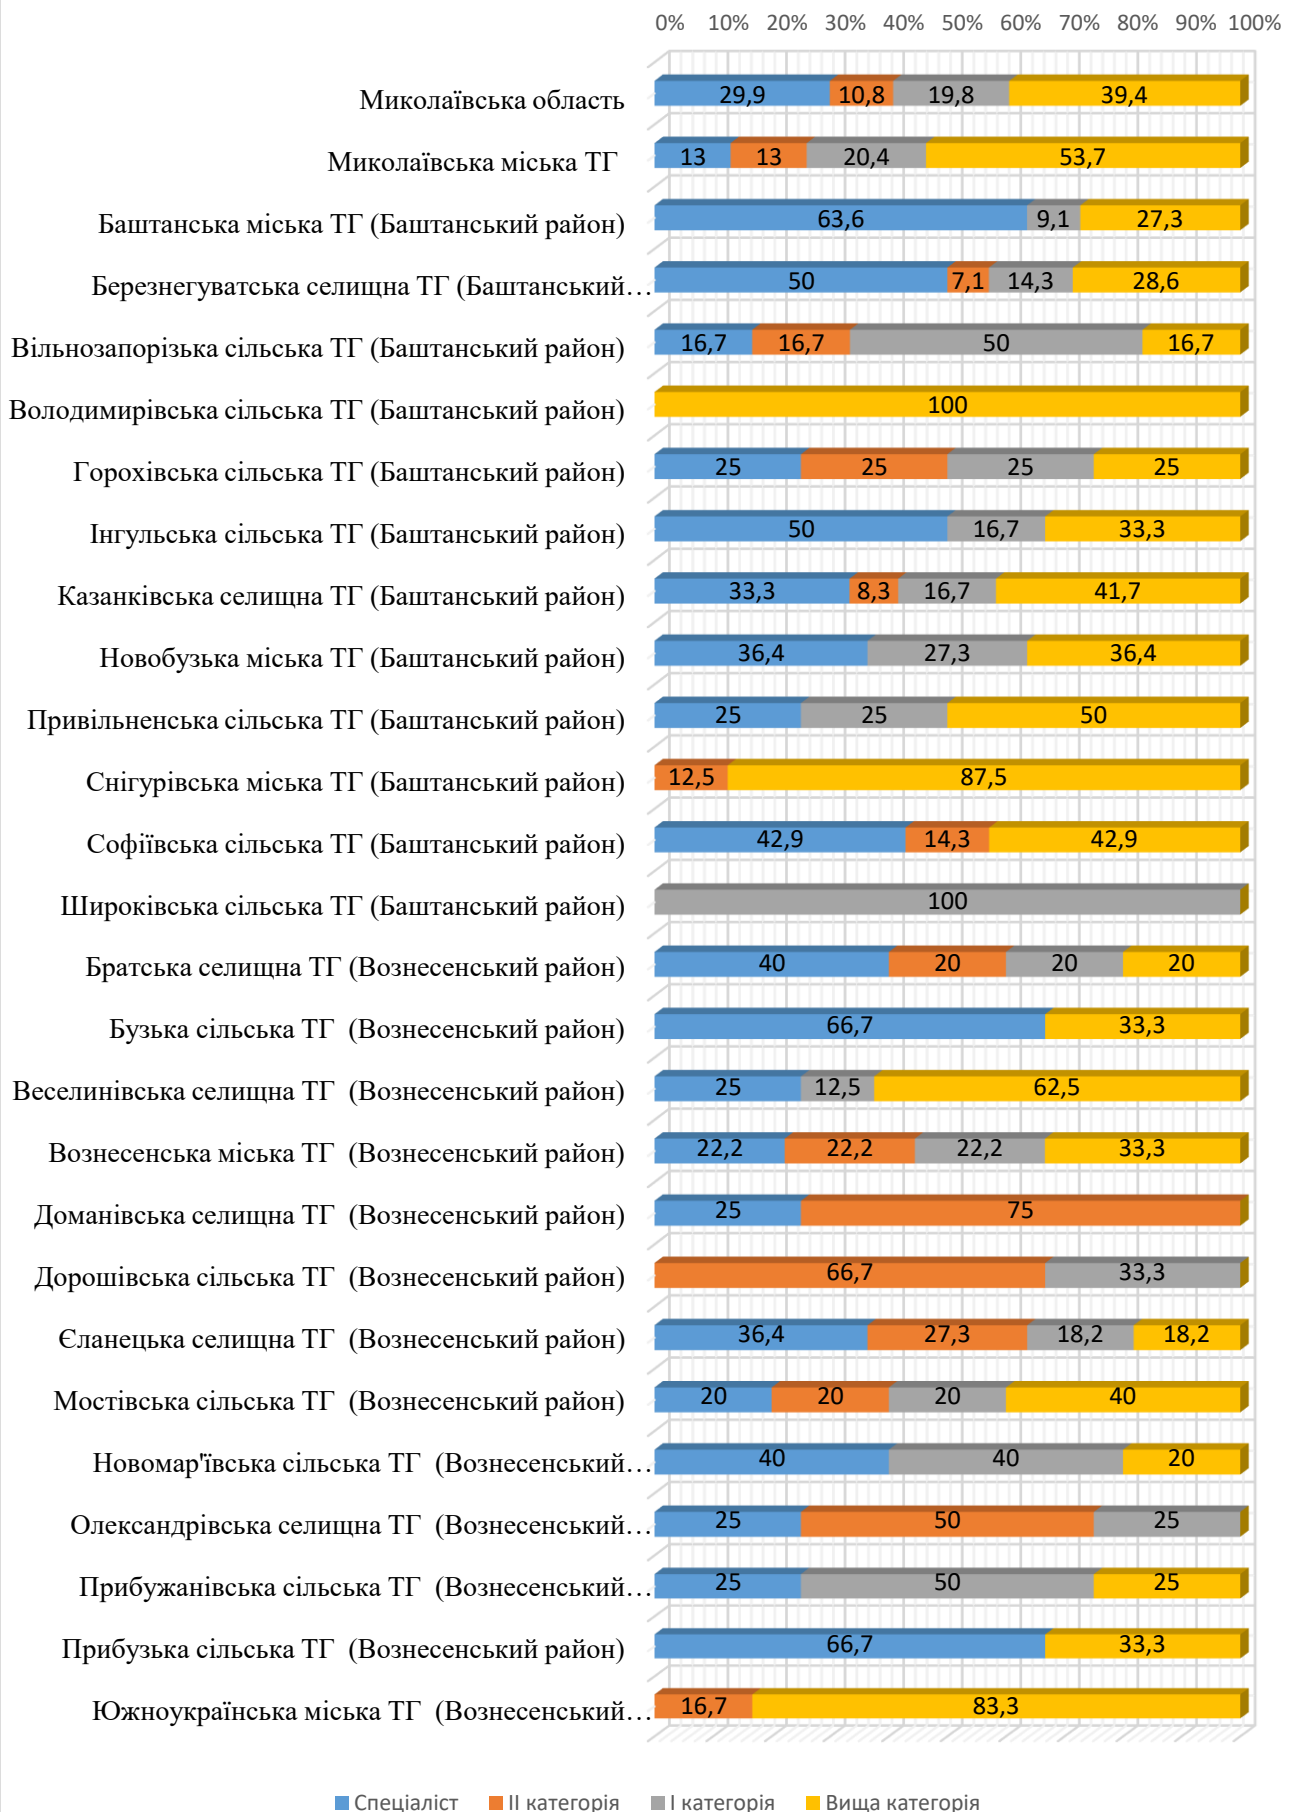 0% 10% 20% 30% 40% 50% 60% 70% 80% 90% 100%
Миколаївська область 29,9 10,8 19,8 39,4
Миколаївська міська ТГ 13 13 20,4 53,7
Баштанська міська ТГ (Баштанський район) 63,6 9,1 27,3
Березнегуватська селищна ТГ (Баштанський… 50 7,1 14,3 28,6
Вільнозапорізька сільська ТГ (Баштанський район) 16,7 16,7 50 16,7
Володимирівська сільська ТГ (Баштанський район) 100
Горохівська сільська ТГ (Баштанський район) 25 25 25 25
Інгульська сільська ТГ (Баштанський район) 50 16,7 33,3
Казанківська селищна ТГ (Баштанський район) 33,3 8,3 16,7 41,7
Новобузька міська ТГ (Баштанський район) 36,4 27,3 36,4
Привільненська сільська ТГ (Баштанський район) 25 25 50
Снігурівська міська ТГ (Баштанський район) 12,5 87,5
Софіївська сільська ТГ (Баштанський район) 42,9 14,3 42,9
Широківська сільська ТГ (Баштанський район) 100
Братська селищна ТГ (Вознесенський район) 40 20 20 20
Бузька сільська ТГ (Вознесенський район) 66,7 33,3
Веселинівська селищна ТГ (Вознесенський район) 25 12,5 62,5
Вознесенська міська ТГ (Вознесенський район) 22,2 22,2 22,2 33,3
Доманівська селищна ТГ (Вознесенський район) 25 75
Дорошівська сільська ТГ (Вознесенський район) 66,7 33,3
Єланецька селищна ТГ (Вознесенський район) 36,4 27,3 18,2 18,2
Мостівська сільська ТГ (Вознесенський район) 20 20 20 40
Новомар'ївська сільська ТГ (Вознесенський… 40 40 20
Олександрівська селищна ТГ (Вознесенський… 25 50 25
Прибужанівська сільська ТГ (Вознесенський… 25 50 25
Прибузька сільська ТГ (Вознесенський район) 66,7 33,3
Южноукраїнська міська ТГ (Вознесенський… 16,7 83,3
Спеціаліст ІІ категорія І категорія Вища категорія